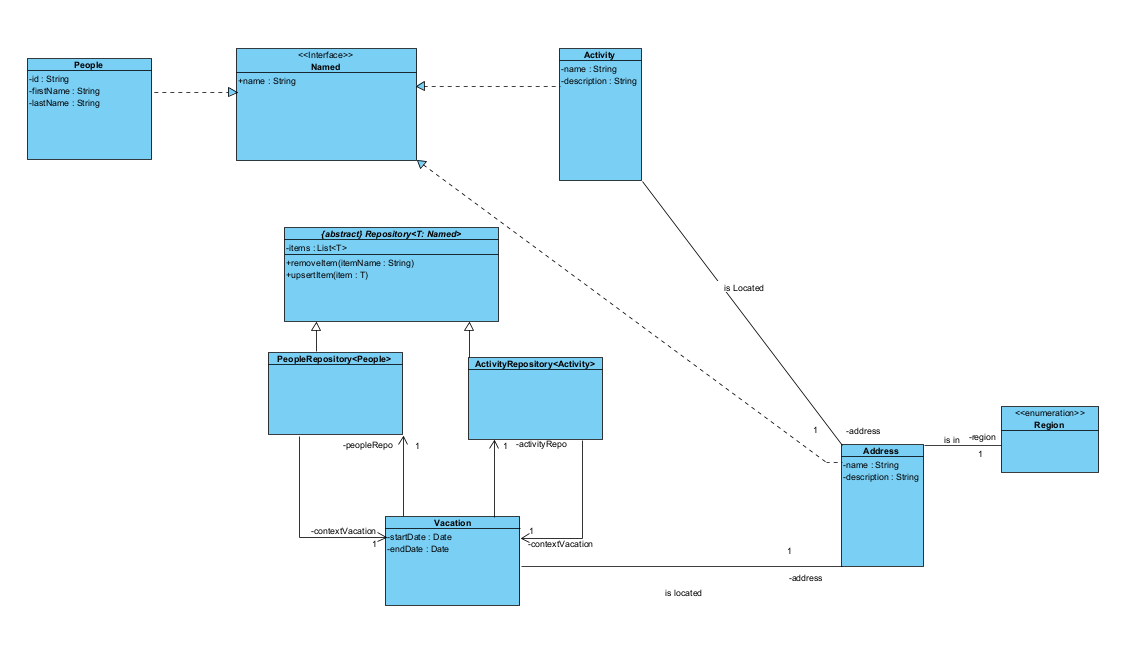 People
-id : String
-firstName : String
-lastName : String
<<Interface>>
Named
+name : String
Activity
-name : String
-description : String
{abstract} Repository<T: Named>
-items : List<T>
+removeItem(itemName : String)
+upsertItem(item : T)
is Located
PeopleRepository<People>
ActivityRepository<Activity>
-peopleRepo
1
1
-activityRepo
1
-address
<<enumeration>>
Region
is in
-region
1
Address
-name : String
-description : String
-contextVacation
1
Vacation
-startDate : Date
-endDate : Date
1
-contextVacation
1
-address
is located